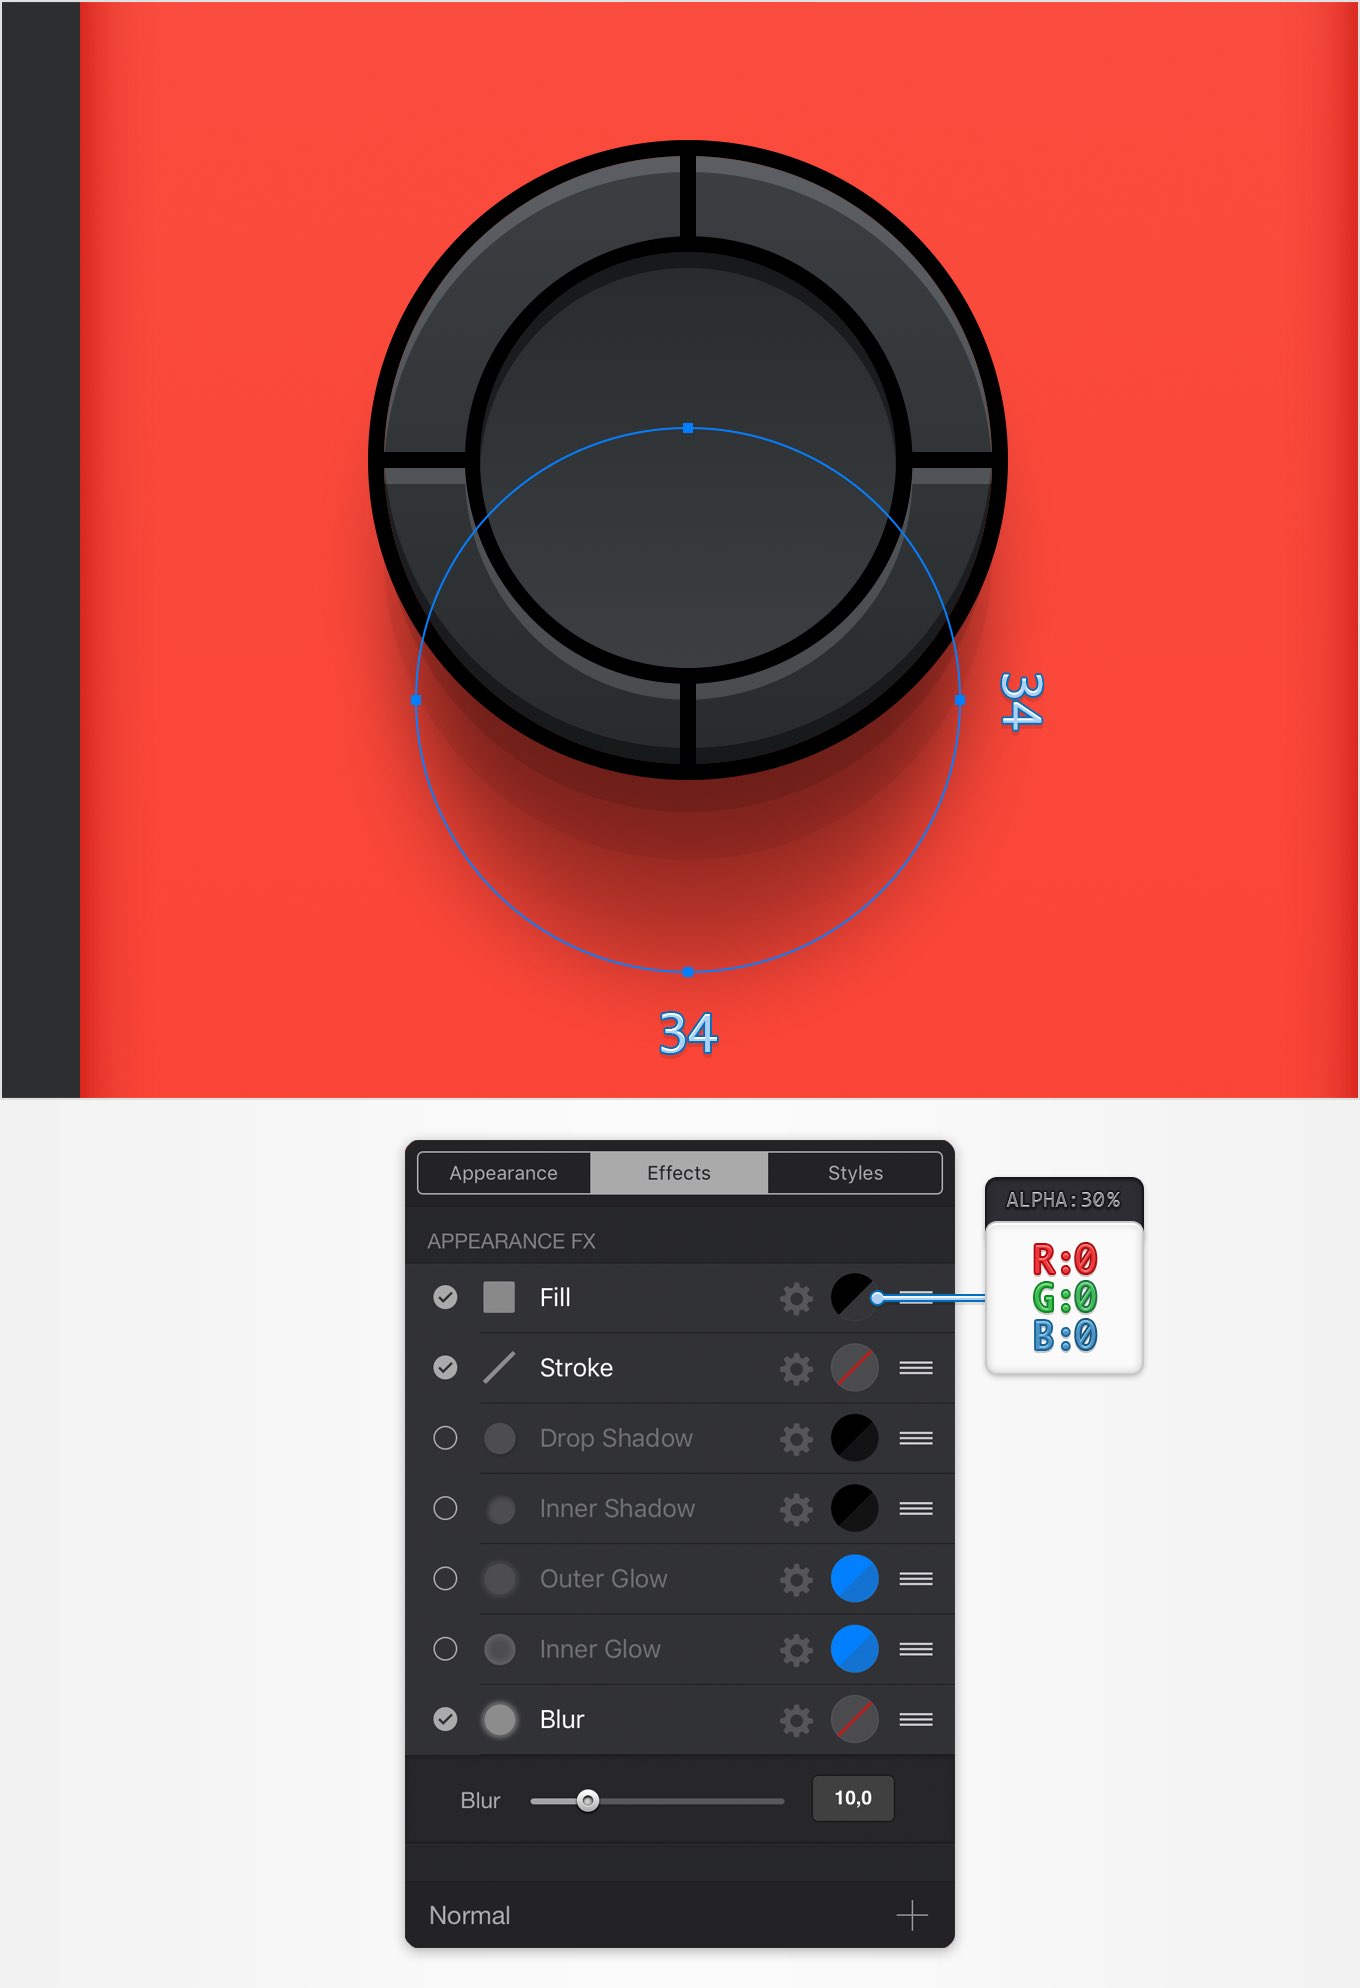 34
34
Appearance Effects Styles
APPEARANCE FX
ALPHA:30%
R:0
G:0
B:0
Fill
Stroke
Drop Shadow
Inner Shadow
Outer Glow
Inner Glow
Blur
Blur 10,0
Normal